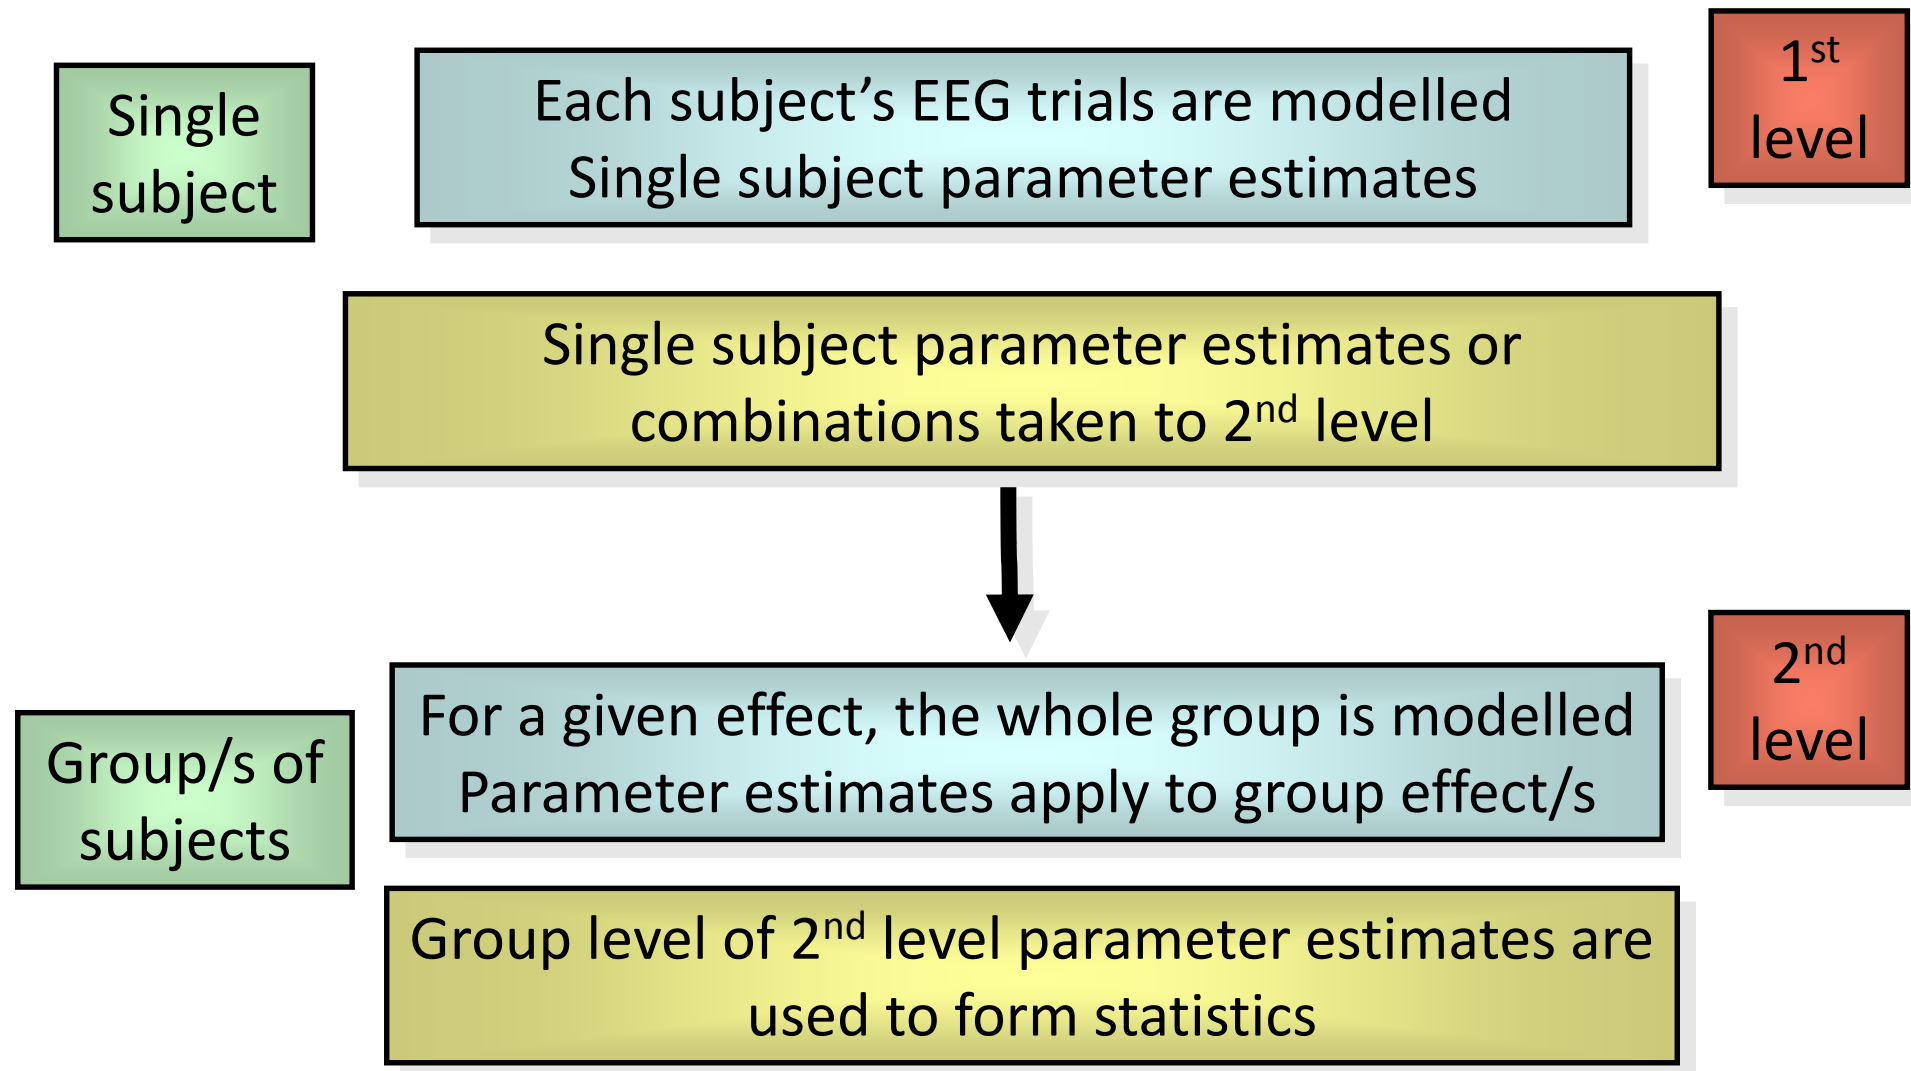 Single
subject
Each subject’s EEG trials are modelled
Single subject parameter estimates
1st
level
Single subject parameter estimates or
combinations taken to 2nd level
Group/s of
subjects
For a given effect, the whole group is modelled
Parameter estimates apply to group effect/s
2nd
level
Group level of 2nd level parameter estimates are
used to form statistics